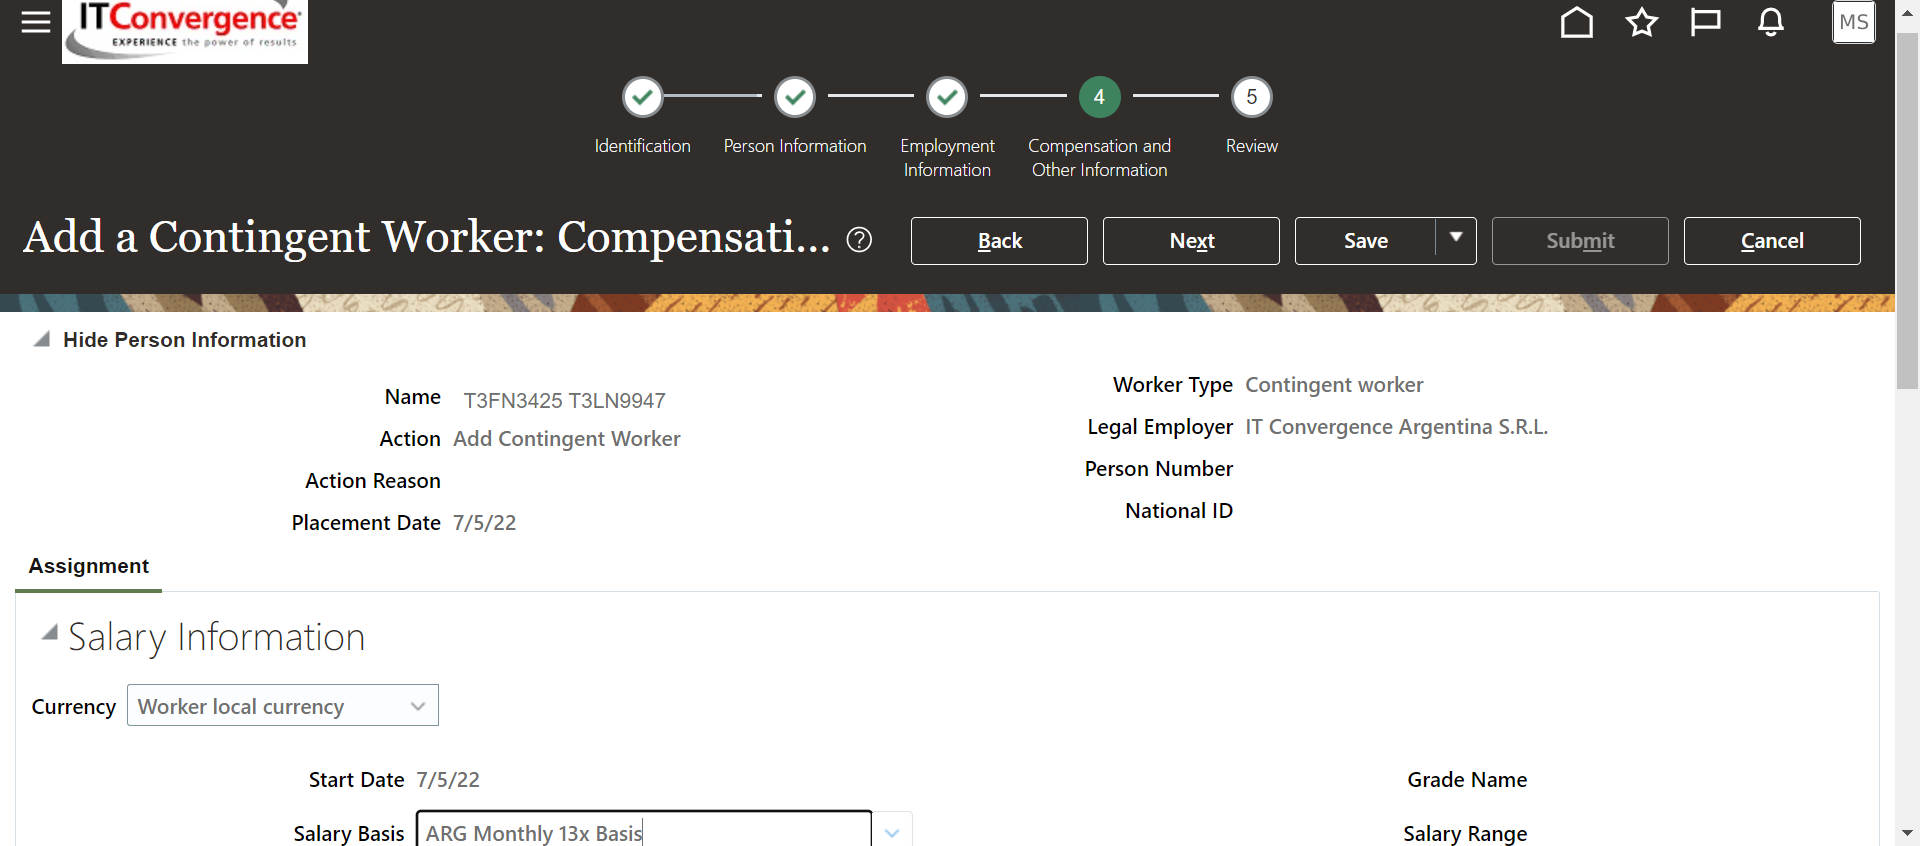 ITConvergence
EXPERIENCE the power of results
MS
4
5
Identification
Person Information
Employment Information
Compensation and Other Information
Review
Add a Contingent Worker: Compensati...
?
Back
Next
Save
Submit
Cancel
Hide Person Information
Name T3FN3425 T3LN9947
Action Add Contingent Worker
Action Reason
Placement Date 7/5/22
Worker Type Contingent worker
Legal Employer IT Convergence Argentina S.R.L.
Person Number
National ID
Assignment
Salary Information
Currency Worker local currency
Start Date 7/5/22
Grade Name
Salary Basis ARG Monthly 13x Basis
Salary Range